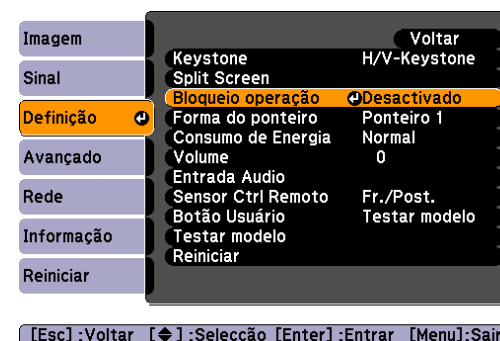 Imagem
Sinal
Definição
Avançado
Rede
Informação
Reiniciar
Voltar
Keystone H/V-Keystone
Split Screen
Bloqueio operação Desactivado
Forma do ponteiro Ponteiro 1
Consumo de Energia Normal
Volume 0
Entrada Audio
Sensor Ctrl Remoto Fr./Post.
Botão Usuário Testar modelo
Testar modelo
Reiniciar
[Esc] :Voltar [◆] :Selecção [Enter] :Entrar [Menu]:Sair